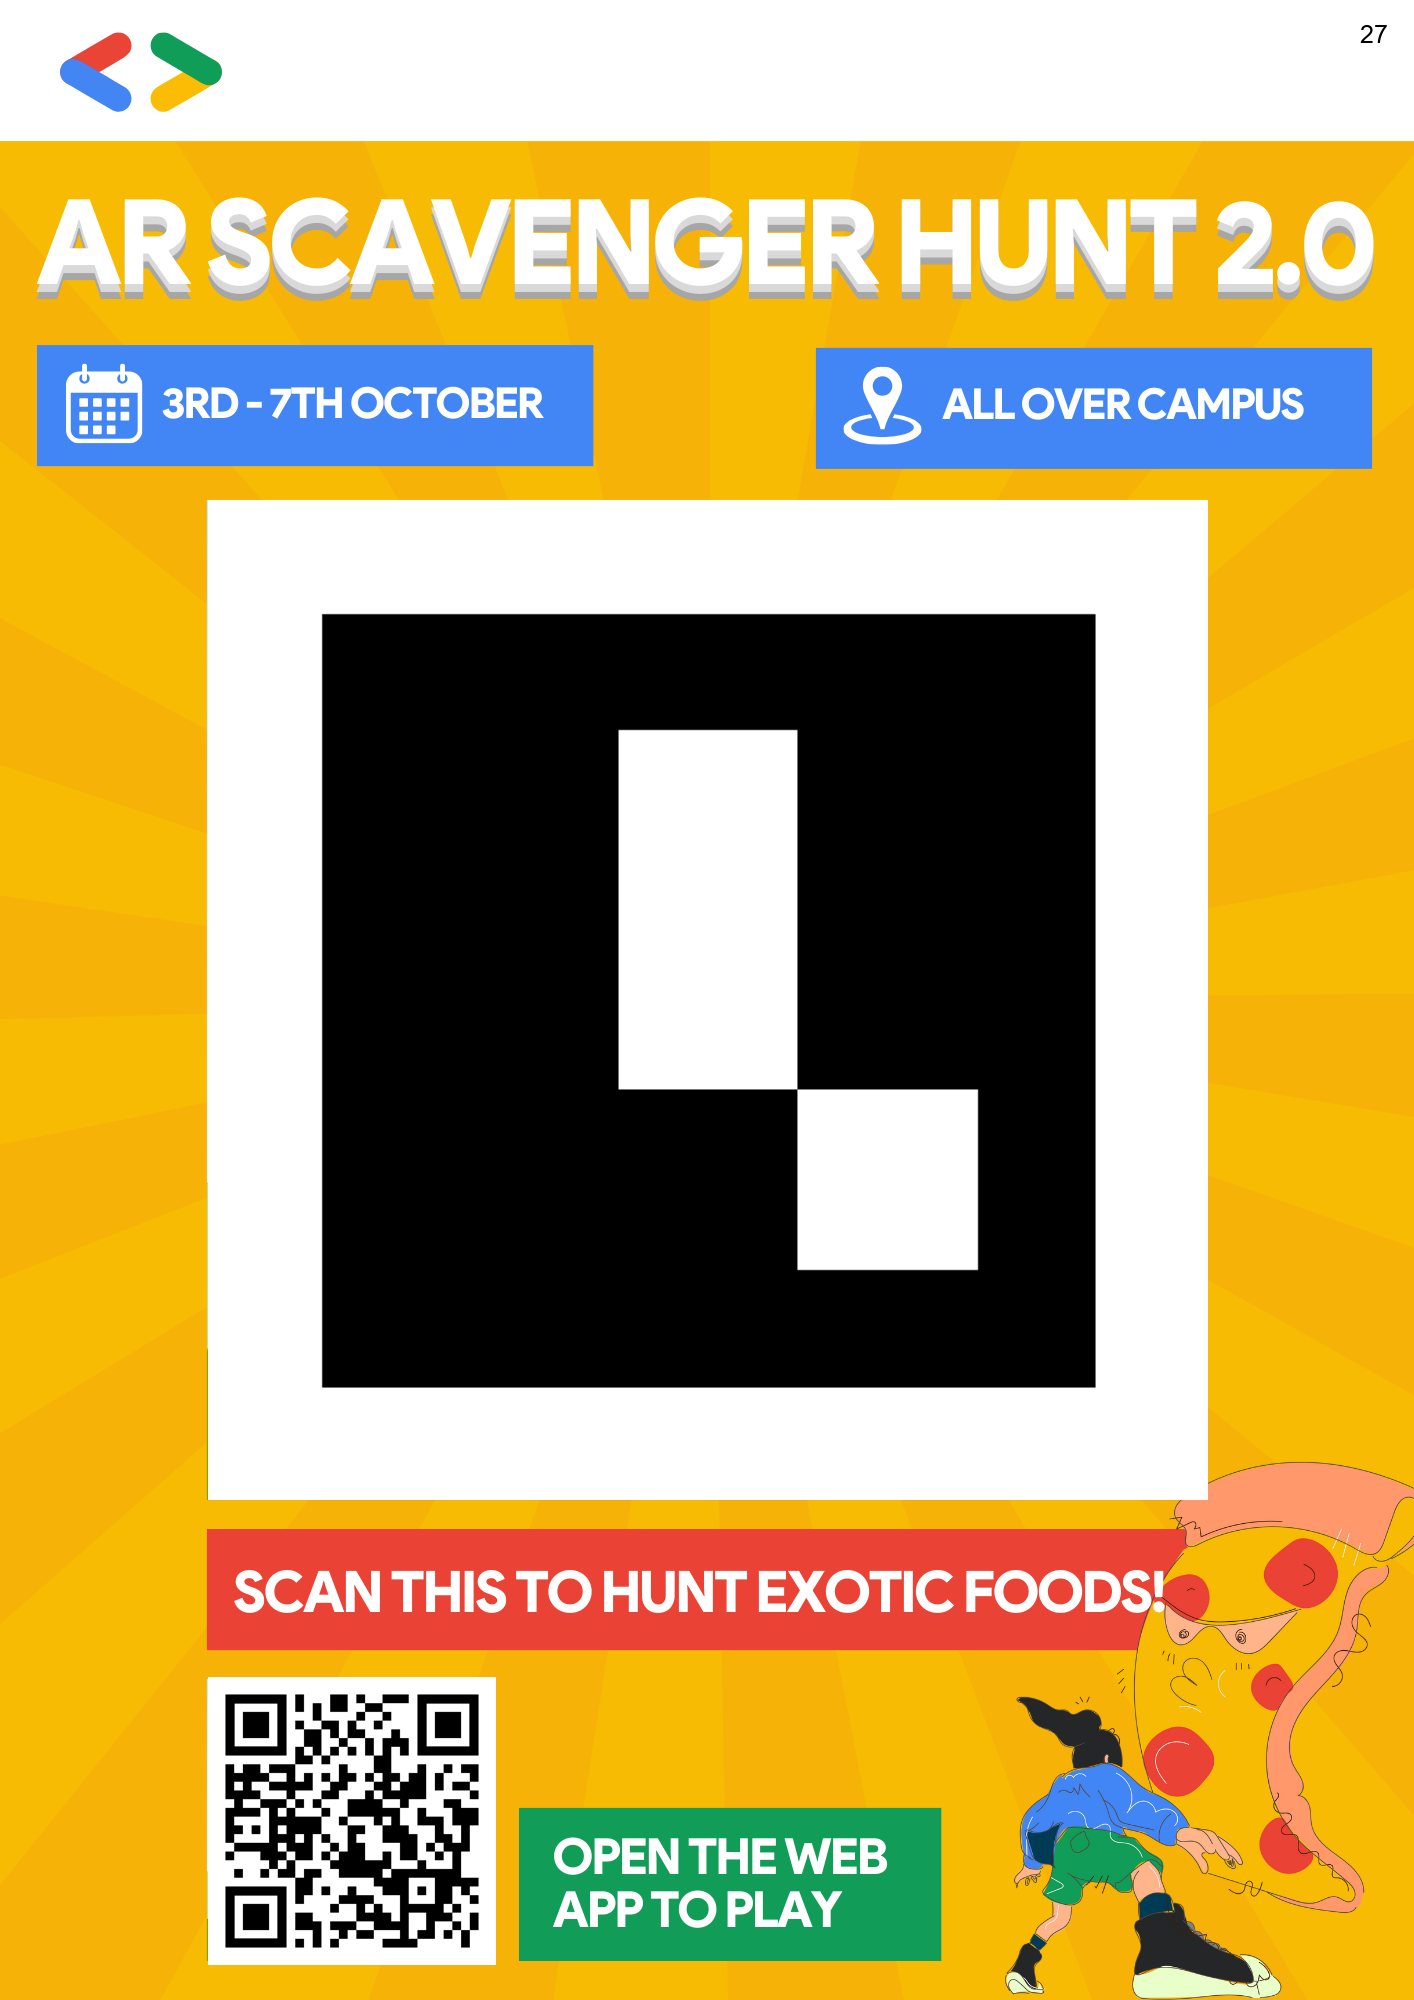 27
AR SCAVENGER HUNT 2.0
3RD - 7TH OCTOBER
ALL OVER CAMPUS
SCAN THIS TO HUNT EXOTIC FOODS!
OPEN THE WEB
APP TO PLAY